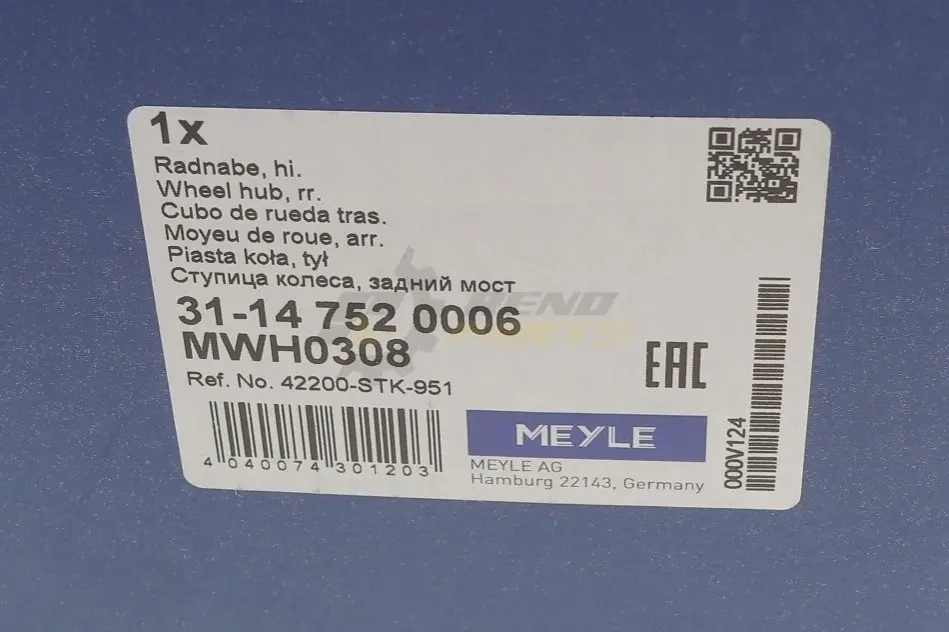 1x
Radnabe, hi.
Wheel hub, rr.
Cubo de rueda tras.
Moyeu de roue, arr.
Piasta koła, tył
Ступица колеса, задний мост
31-14 752 0006
MWH0308
Ref. No. 42200-STK-951
4 040074 301203
EAC
MEYLE
MEYLE AG
Hamburg 22143, Germany
000V124